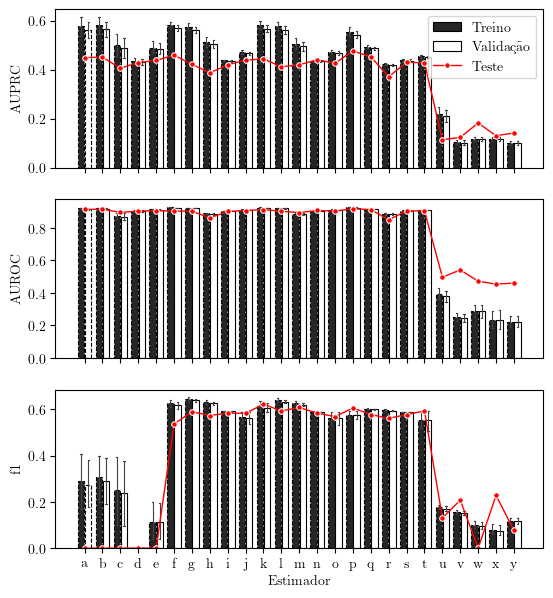 0.6
0.4
0.2
0.0
AUPRC
Treino
Validação
Teste
0.8
0.6
0.4
0.2
0.0
AUROC
0.6
0.4
0.2
0.0
f1
a b c d e f g h i j k l m n o p q r s t u v w x y
Estimador